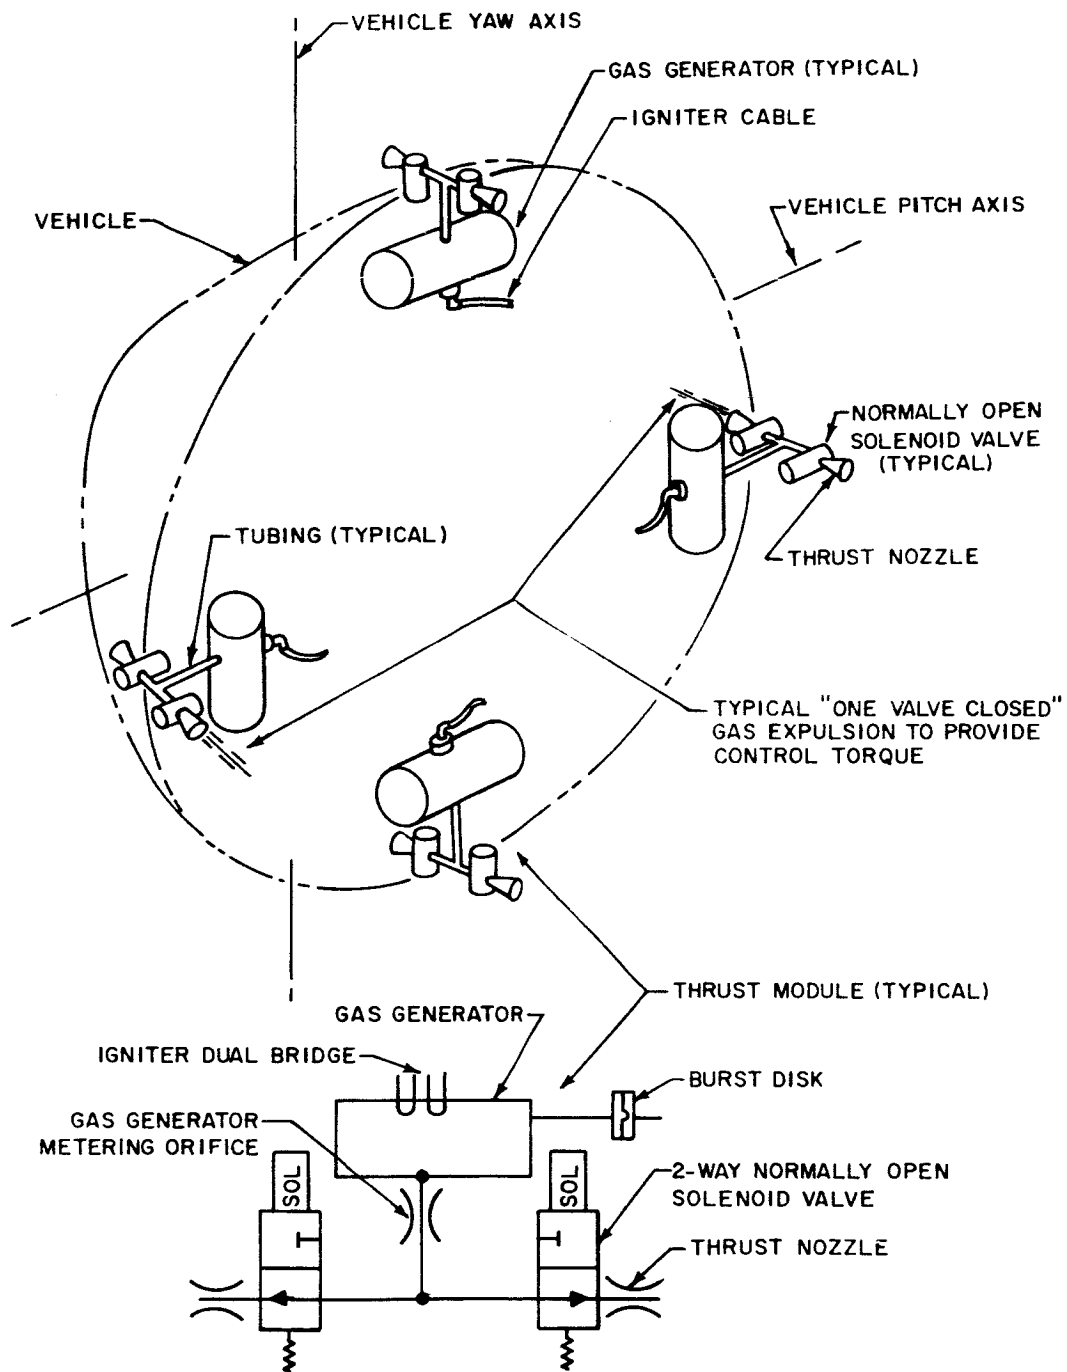 VEHICLE YAW AXIS
GAS GENERATOR (TYPICAL)
IGNITER CABLE
VEHICLE
VEHICLE PITCH AXIS
NORMALLY OPEN
SOLENOID VALVE
(TYPICAL)
TUBING (TYPICAL)
THRUST NOZZLE
TYPICAL "ONE VALVE CLOSED"
GAS EXPULSION TO PROVIDE
CONTROL TORQUE
THRUST MODULE (TYPICAL)
GAS GENERATOR
IGNITER DUAL BRIDGE
BURST DISK
GAS GENERATOR
METERING ORIFICE
SOL
SOL
2-WAY NORMALLY OPEN
SOLENOID VALVE
THRUST NOZZLE